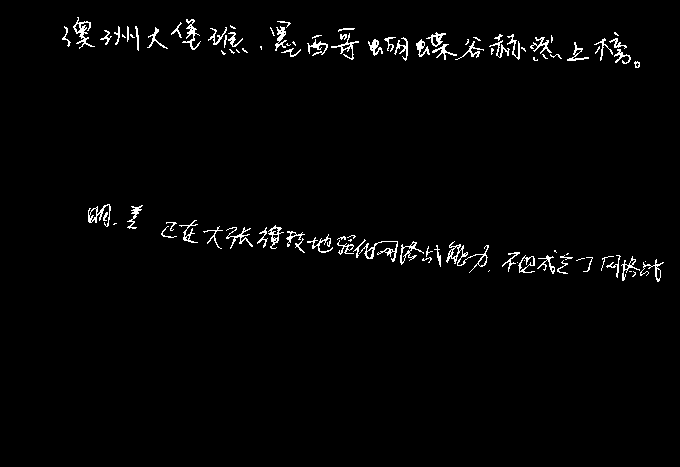 澳洲大堡礁、墨西哥蝴蝶谷赫然上榜。
明,美 已在大张旗鼓地强化网络战能力,不但成立了网络战